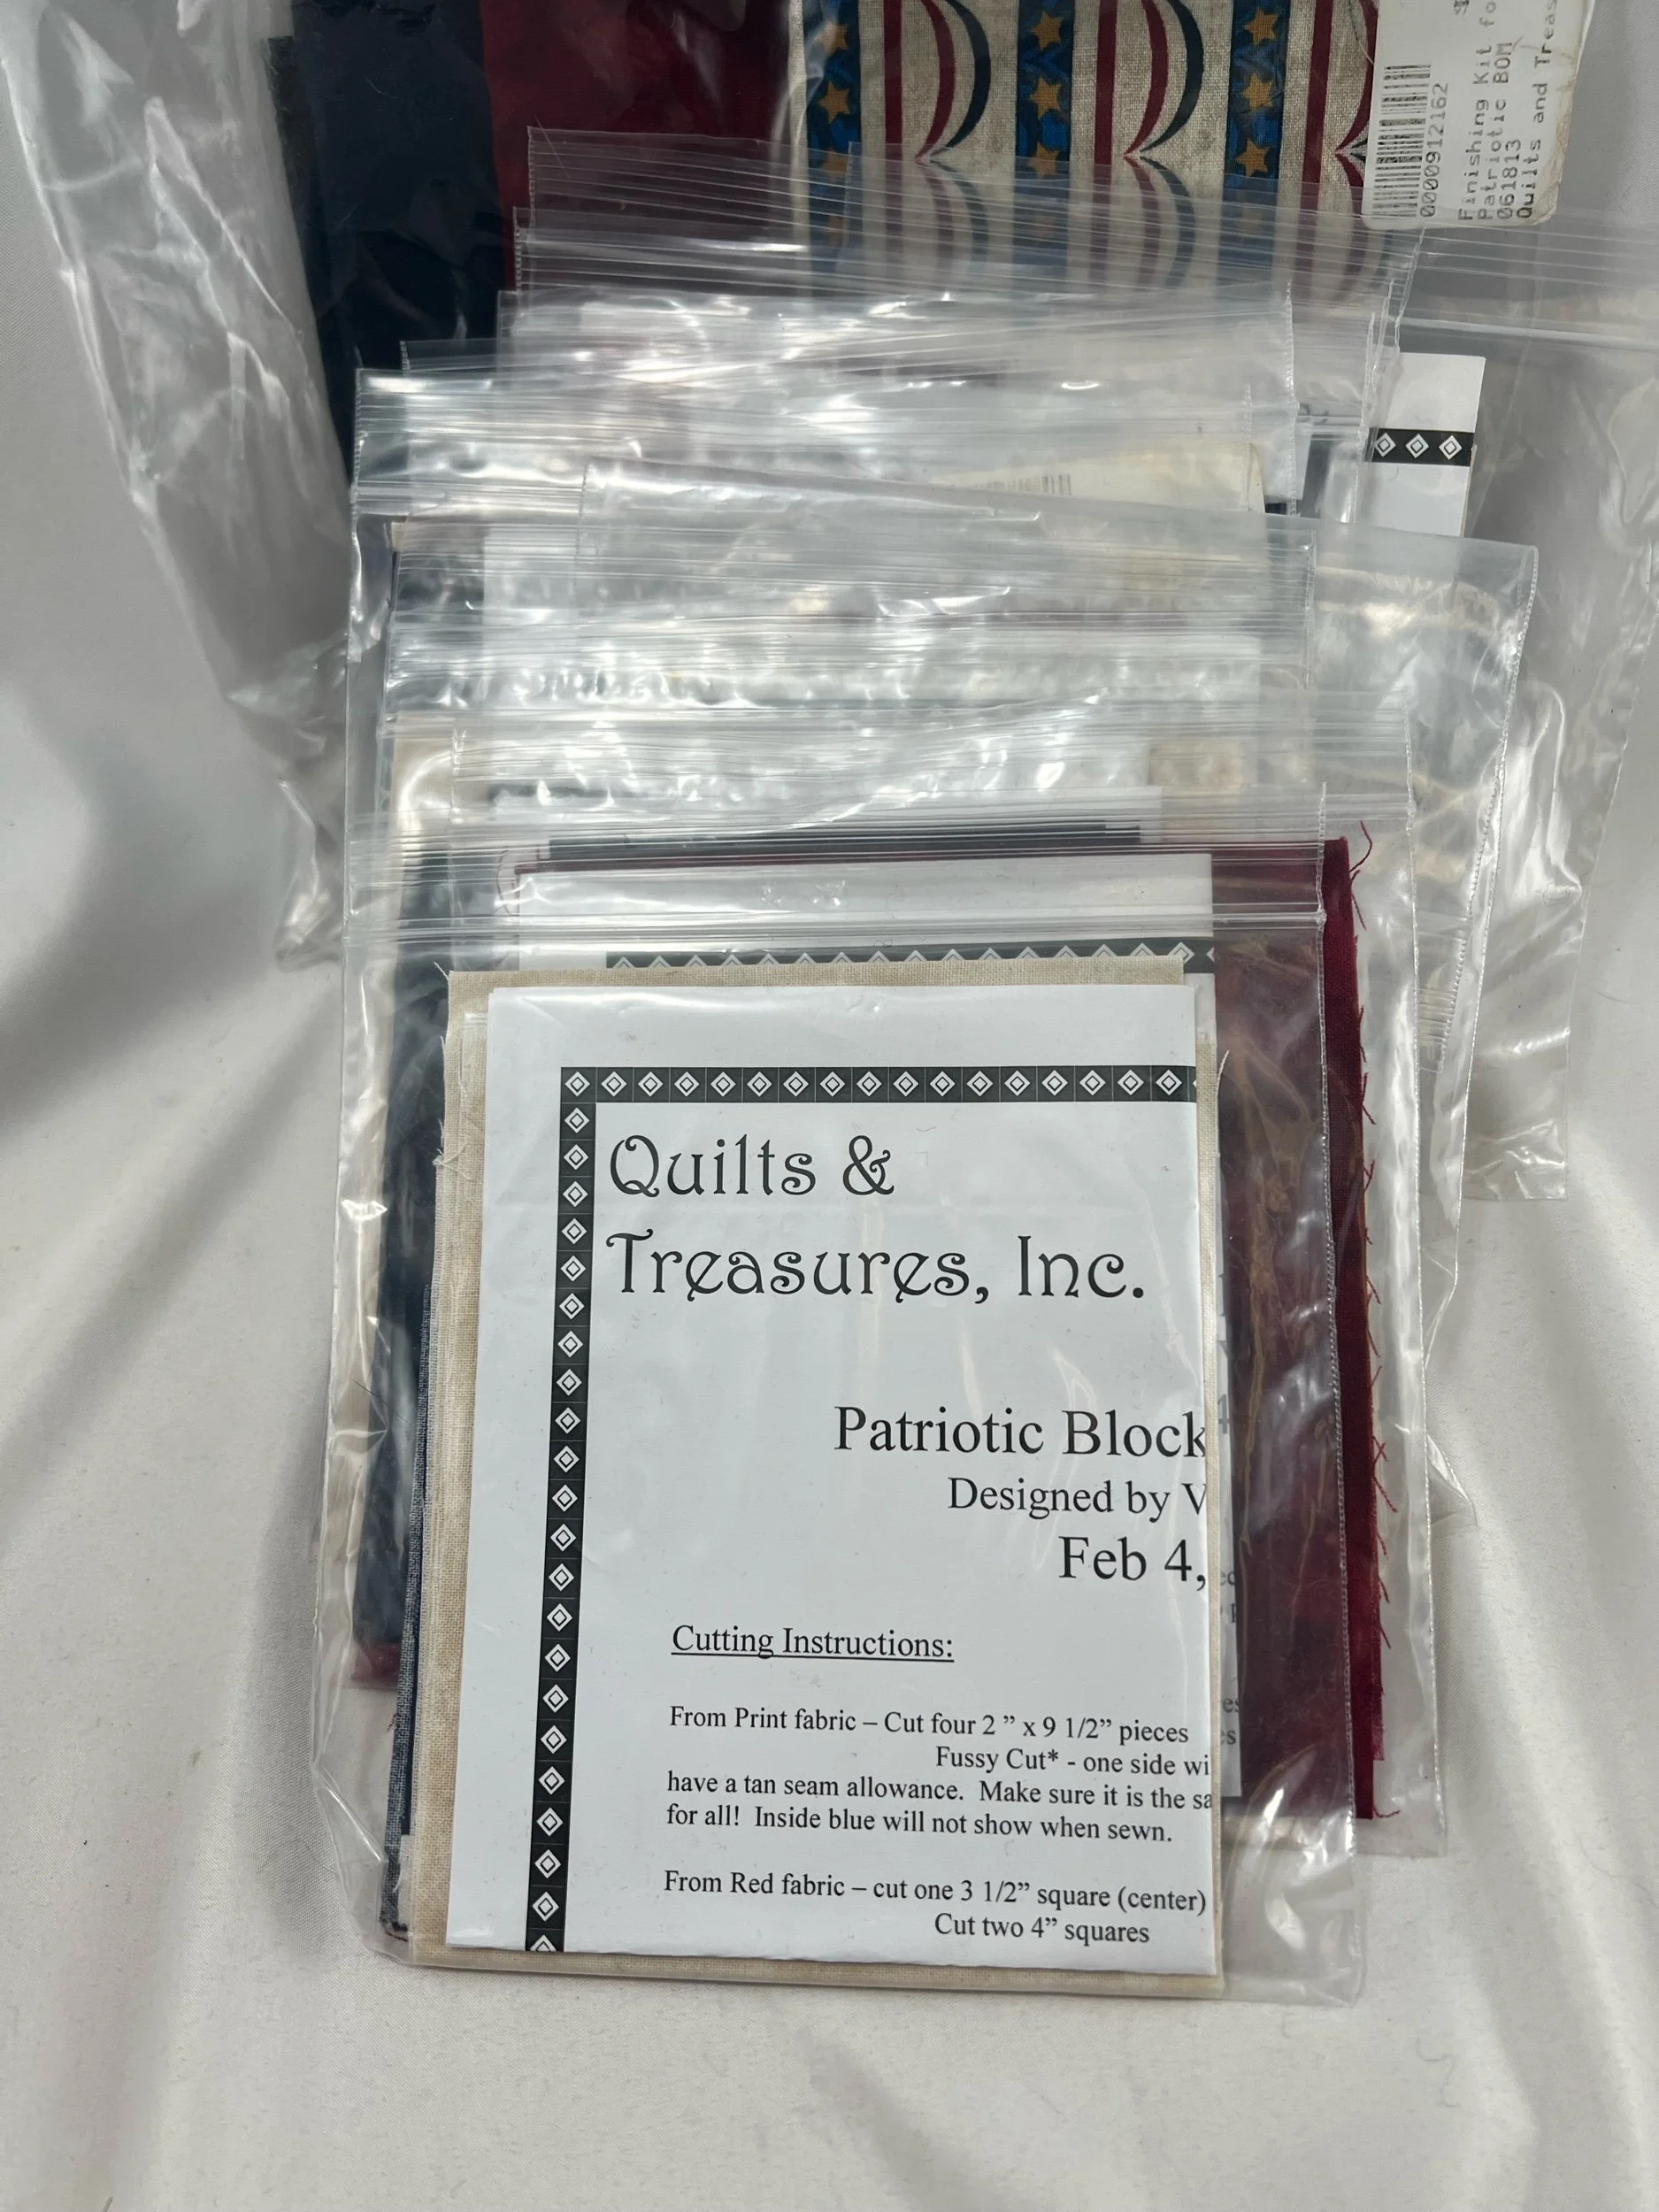 0000912162
Finishing Kit fo
Patriotic BOM
061813
Quilts and Treas
Quilts &
Treasures, Inc.
Patriotic Block
Designed by V
Feb 4,
Cutting Instructions:
From Print fabric – Cut four 2 ” x 9 1/2” pieces
Fussy Cut* - one side wi
have a tan seam allowance. Make sure it is the sa
for all! Inside blue will not show when sewn.
From Red fabric – cut one 3 1/2” square (center)
Cut two 4” squares